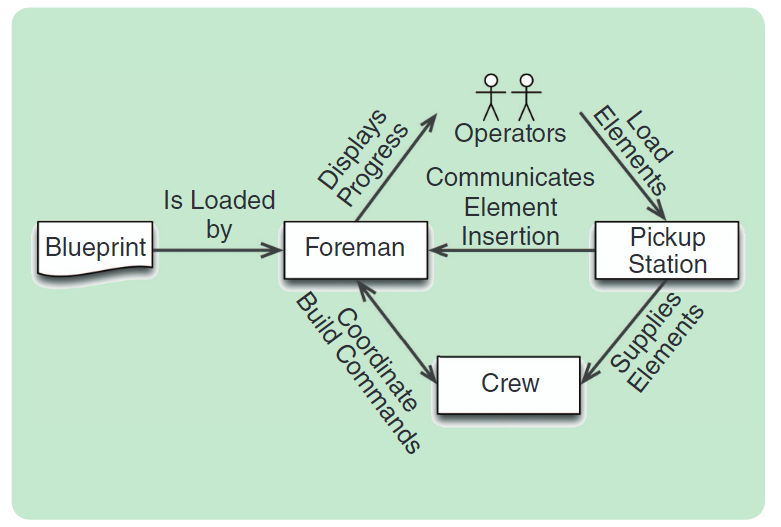 Operators
Displays
Progress
Load
Elements
Communicates
Element
Insertion
Is Loaded
by
Blueprint
Foreman
Pickup
Station
Coordinate
Build Commands
Supplies
Elements
Crew